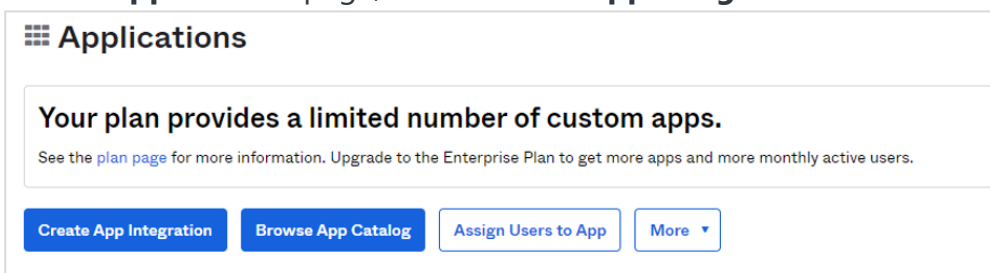 Applications
Your plan provides a limited number of custom apps.
See the plan page for more information. Upgrade to the Enterprise Plan to get more apps and more monthly active users.
Create App Integration Browse App Catalog Assign Users to App More